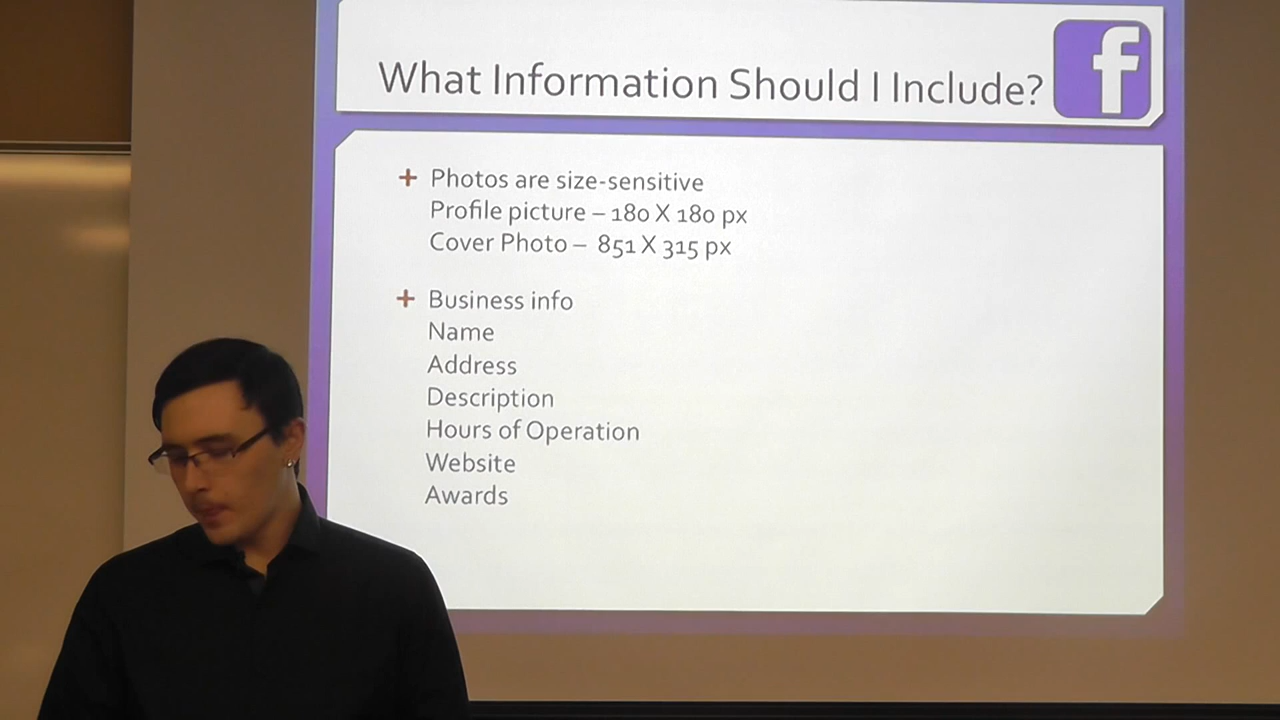 What Information Should I Include?
f
+ Photos are size-sensitive
Profile picture – 180 X 180 px
Cover Photo – 851 X 315 px
+ Business info
Name
Address
Description
Hours of Operation
Website
Awards